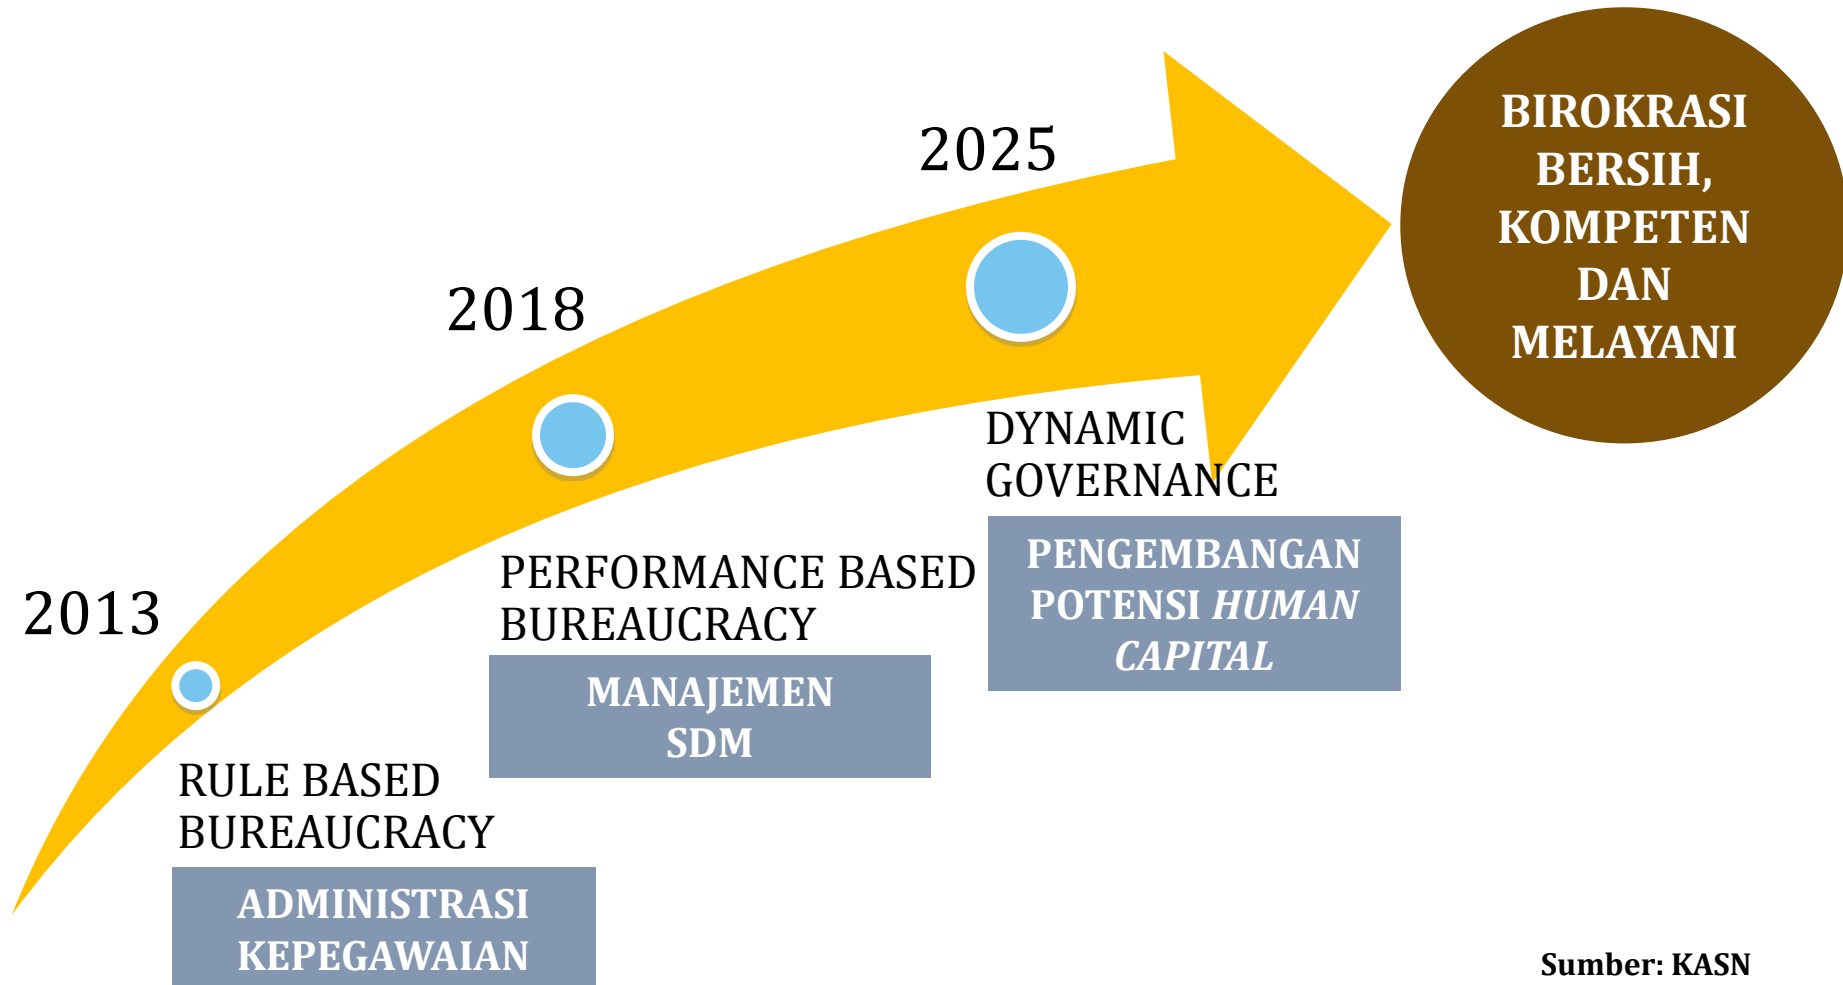 2013
RULE BASED
BUREAUCRACY
ADMINISTRASI
KEPEGAWAIAN
2018
PERFORMANCE BASED
BUREAUCRACY
MANAJEMEN
SDM
2025
DYNAMIC
GOVERNANCE
PENGEMBANGAN
POTENSI HUMAN
CAPITAL
BIROKRASI
BERSIH,
KOMPETEN
DAN
MELAYANI
Sumber: KASN